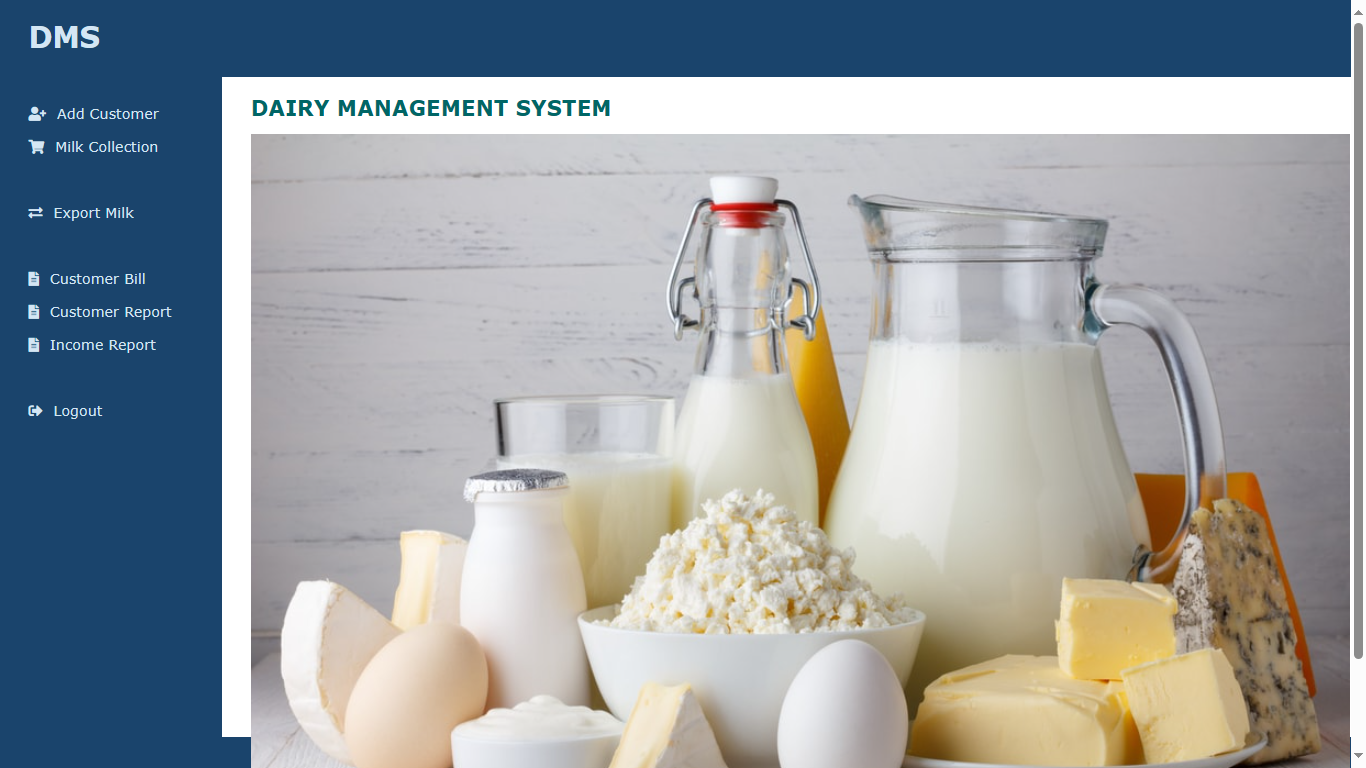 DMS
Add Customer
Milk Collection
Export Milk
Customer Bill
Customer Report
Income Report
Logout
DAIRY MANAGEMENT SYSTEM